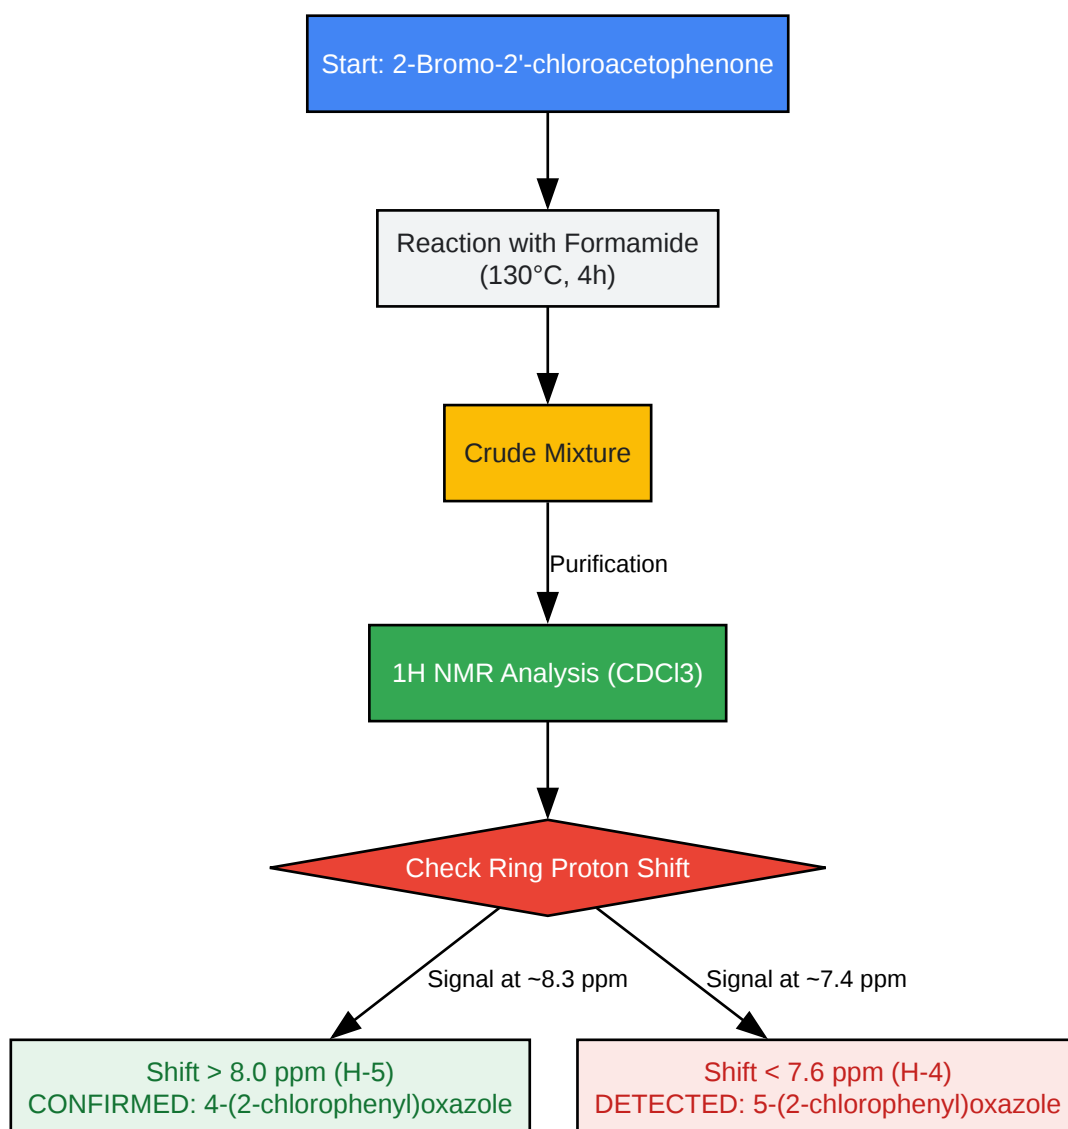 Start: 2-Bromo-2'-chloroacetophenone
Reaction with Formamide
(130°C, 4h)
Crude Mixture
Purification
1H NMR Analysis (CDCl3)
Check Ring Proton Shift
Signal at ~8.3 ppm
Signal at ~7.4 ppm
Shift > 8.0 ppm (H-5)
CONFIRMED: 4-(2-chlorophenyl)oxazole
Shift < 7.6 ppm (H-4)
DETECTED: 5-(2-chlorophenyl)oxazole